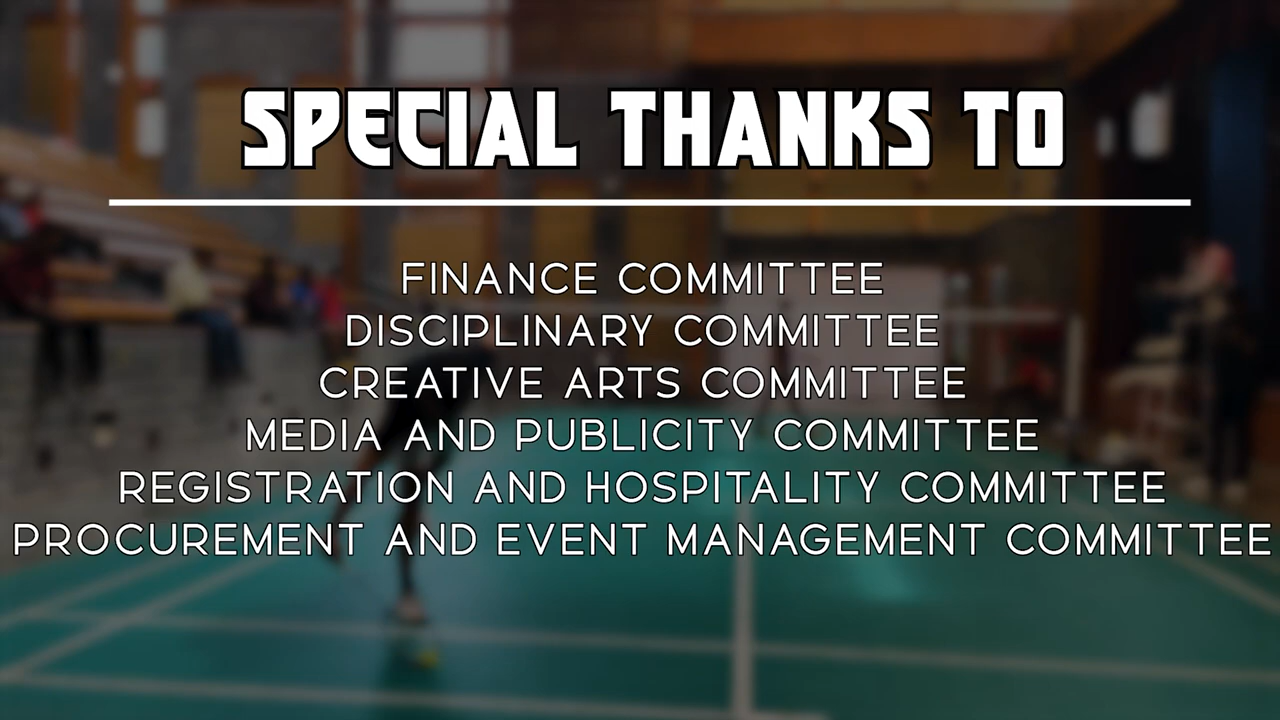 SPECIAL THANKS TO
FINANCE COMMITTEE
DISCIPLINARY COMMITTEE
CREATIVE ARTS COMMITTEE
MEDIA AND PUBLICITY COMMITTEE
REGISTRATION AND HOSPITALITY COMMITTEE
PROCUREMENT AND EVENT MANAGEMENT COMMITTEE